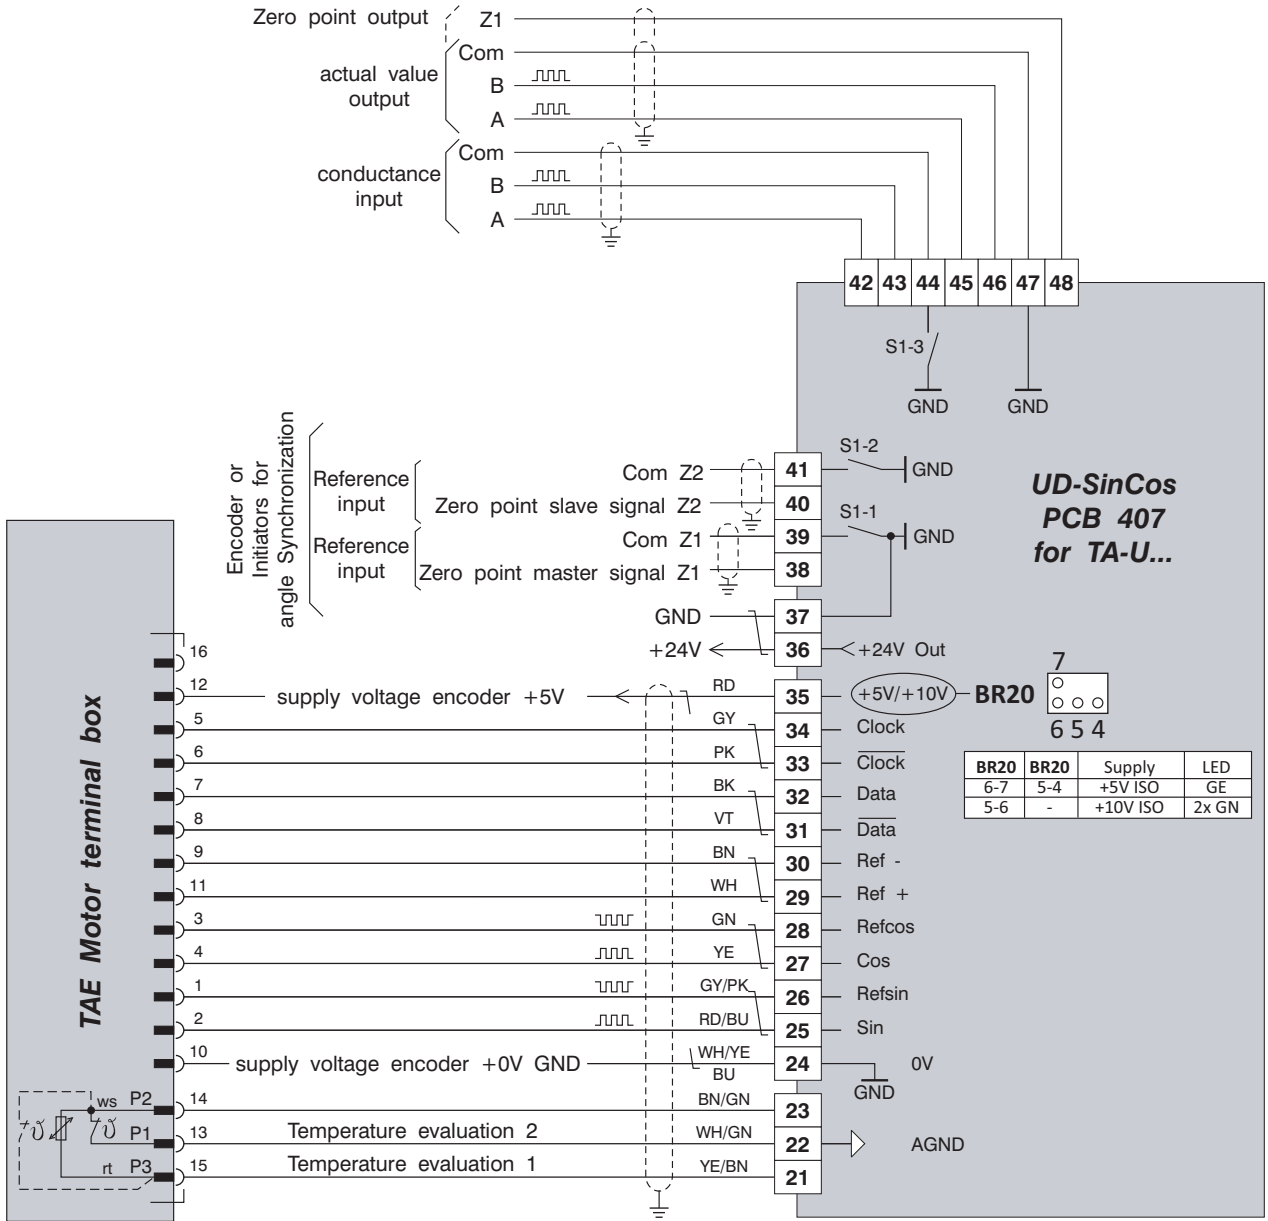 Zero point output Z1
Com
actual value output
B
A
Com
conductance input
B
A
42 43 44 45 46 47 48
S1-3
GND GND
UD-SinCos
PCB 407
for TA-U...
Encoder or
Initiators for
angle Synchronization
Reference input
Com Z2 41 S1-2 GND
Zero point slave signal Z2 40
Reference input
Com Z1 39 S1-1 GND
Zero point master signal Z1 38
GND 37
+24V 36 +24V Out
TAE Motor terminal box
16
12 supply voltage encoder +5V RD 35 +5V/+10V BR20
7
6 5 4
5 GY 34 Clock
6 PK 33 Clock
7 BK 32 Data
8 VT 31 Data
9 BN 30 Ref -
11 WH 29 Ref +
3 GN 28 Refcos
4 YE 27 Cos
1 GY/PK 26 Refsin
2 RD/BU 25 Sin
10 supply voltage encoder +0V GND WH/YE 24 0V
BU
GND
BR20 BR20 Supply LED
6-7 5-4 +5V ISO GE
5-6 - +10V ISO 2x GN
ws P2 14 BN/GN 23
ϑ ϑ P1 13 Temperature evaluation 2 WH/GN 22 AGND
rt P3 15 Temperature evaluation 1 YE/BN 21